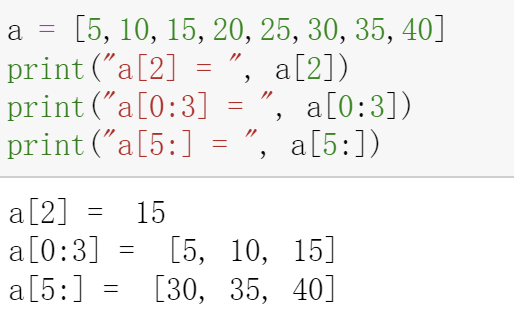 a = [5,10,15,20,25,30,35,40]
print("a[2] = ", a[2])
print("a[0:3] = ", a[0:3])
print("a[5:] = ", a[5:])
a[2] =  15
a[0:3] =  [5, 10, 15]
a[5:] =  [30, 35, 40]